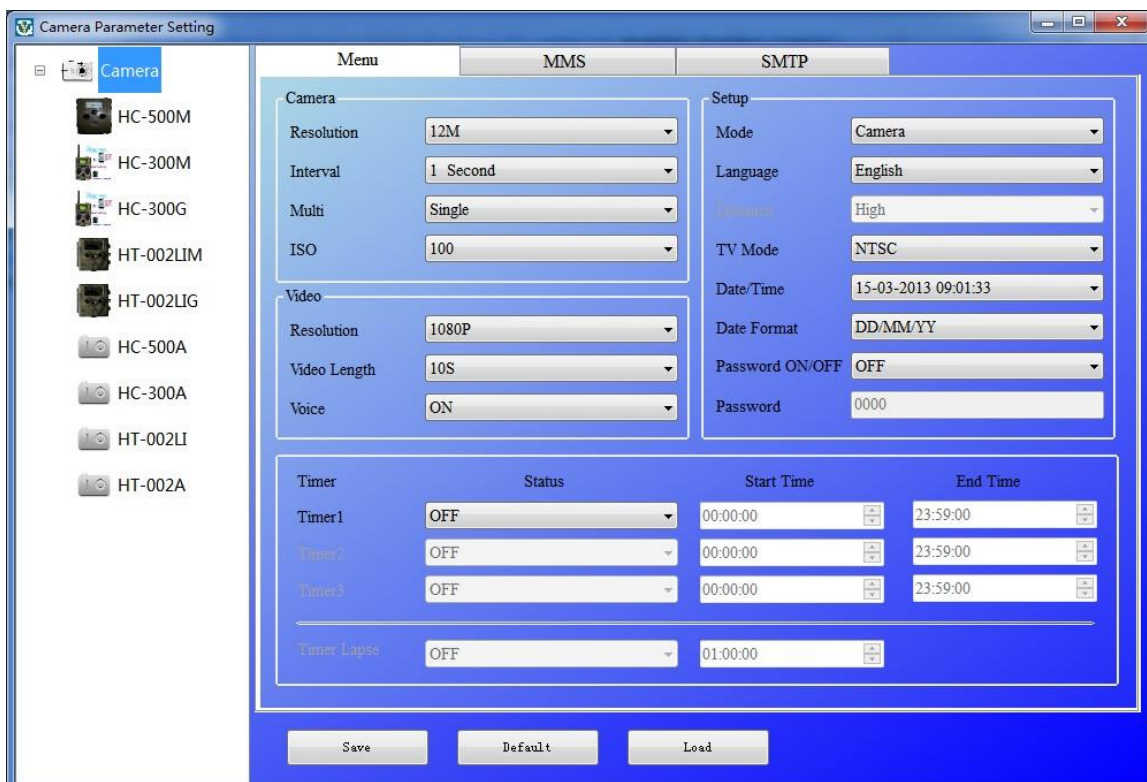 Camera Parameter Setting
Camera
HC-500M
HC-300M
HC-300G
HT-002LIM
HT-002LIG
HC-500A
HC-300A
HT-002LI
HT-002A
Menu MMS SMTP
Camera
Resolution 12M
Interval 1 Second
Multi Single
ISO 100
Video
Resolution 1080P
Video Length 10S
Voice ON
Setup
Mode Camera
Language English
Distance High
TV Mode NTSC
Date/Time 15-03-2013 09:01:33
Date Format DD/MM/YY
Password ON/OFF OFF
Password 0000
Timer Status Start Time End Time
Timer1 OFF 00:00:00 23:59:00
Timer2 OFF 00:00:00 23:59:00
Timer3 OFF 00:00:00 23:59:00
Timer Lapse OFF 01:00:00
Save Default Load